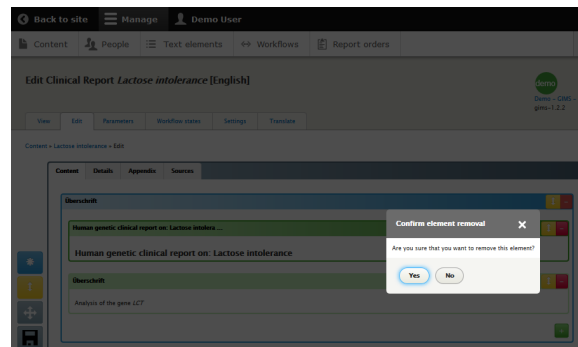 Back to site Manage Demo User
Content People Text elements Workflows Report orders
Edit Clinical Report Lactose intolerance [English]
demo
Demo - GIMS -
gims-1.2.2
View Edit Parameters Workflow states Settings Translate
Content » Lactose intolerance » Edit
Content Details Appendix Sources
Überschrift
Human genetic clinical report on: Lactose intolera ...
Human genetic clinical report on: Lactose intolerance
Confirm element removal
Are you sure that you want to remove this element?
Yes No
Überschrift
Analysis of the gene LCT